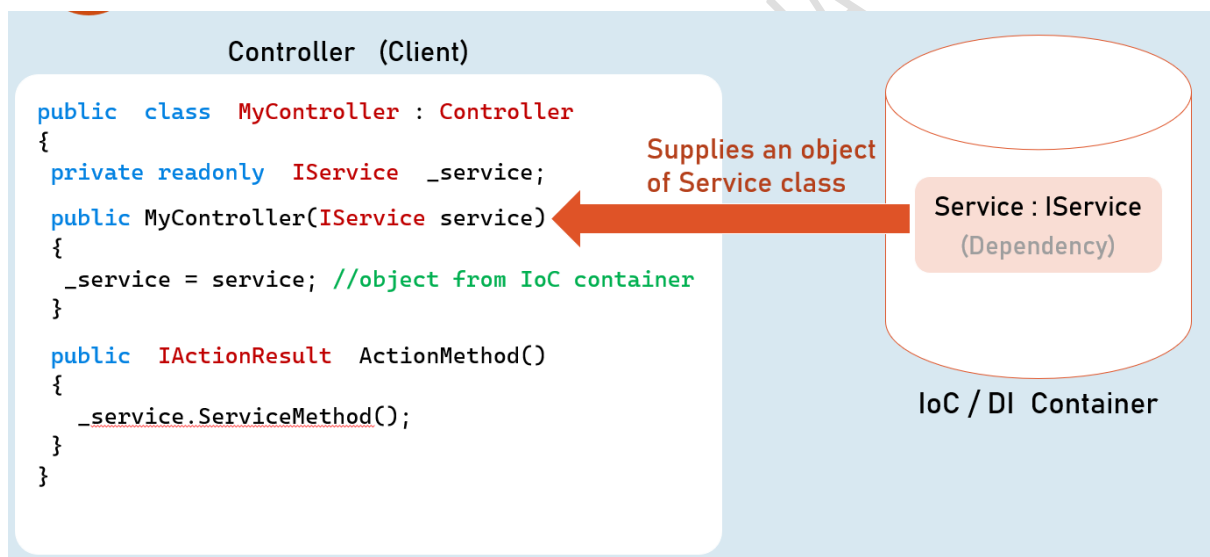 Controller (Client)
public class MyController : Controller
{
private readonly IService _service;
public MyController(IService service)
{
_service = service; //object from IoC container
}
public IActionResult ActionMethod()
{
_service.ServiceMethod();
}
}
Supplies an object
of Service class
Service : IService
(Dependency)
IoC / DI Container